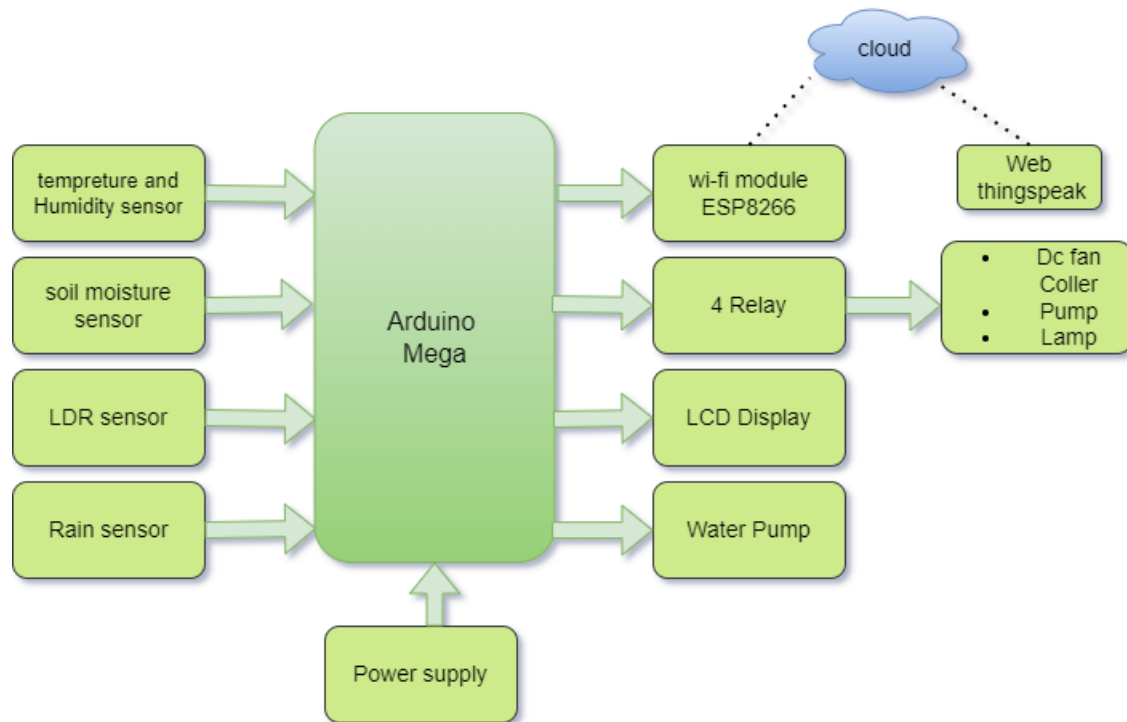 cloud
tempreture and
Humidity sensor
wi-fi module
ESP8266
Web
thingspeak
soil moisture
sensor
Arduino
Mega
4 Relay
• Dc fan
Coller
• Pump
• Lamp
LDR sensor
LCD Display
Rain sensor
Water Pump
Power supply